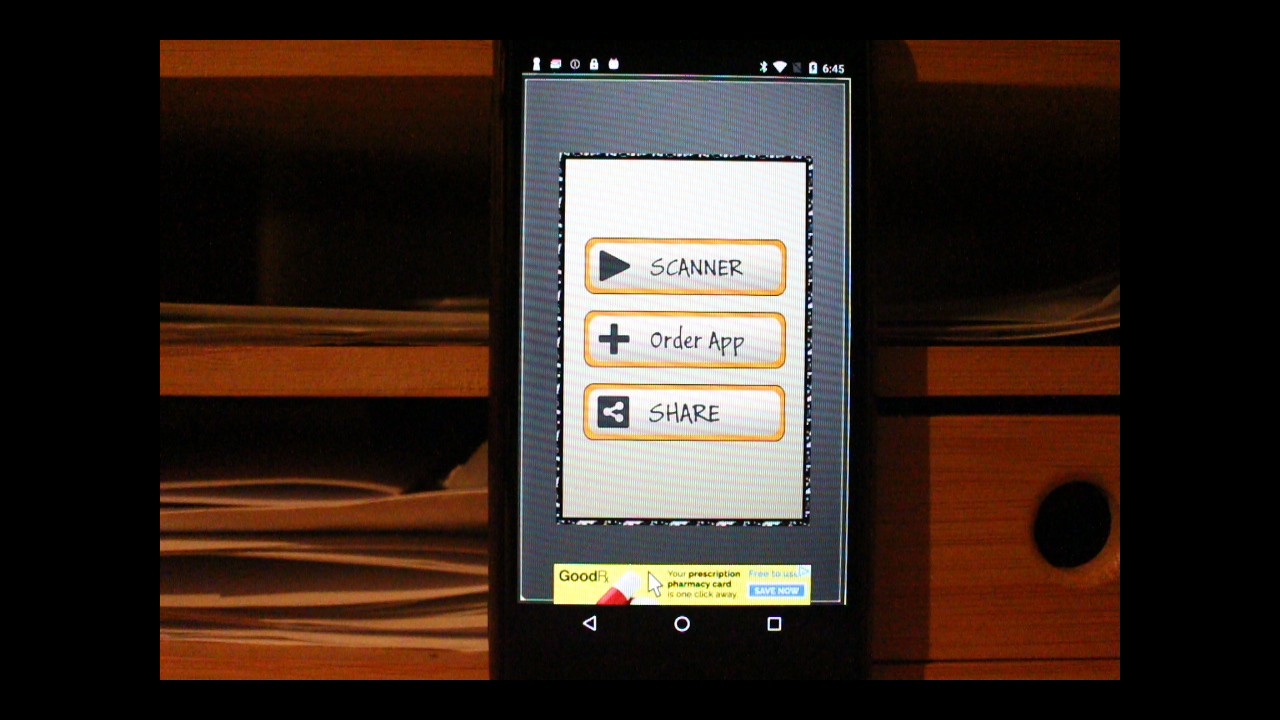 6:45
SCANNER
Order App
SHARE
GoodRx
Your prescription
pharmacy card
is one click away.
Free to use
SAVE NOW